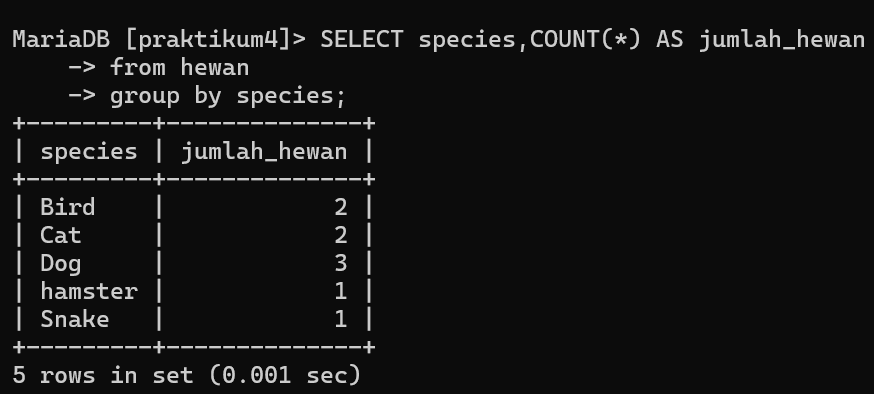 MariaDB [praktikum4]> SELECT species,COUNT(*) AS jumlah_hewan
    -> from hewan
    -> group by species;
+---------+--------------+
| species | jumlah_hewan |
+---------+--------------+
| Bird    |            2 |
| Cat     |            2 |
| Dog     |            3 |
| hamster |            1 |
| Snake   |            1 |
+---------+--------------+
5 rows in set (0.001 sec)